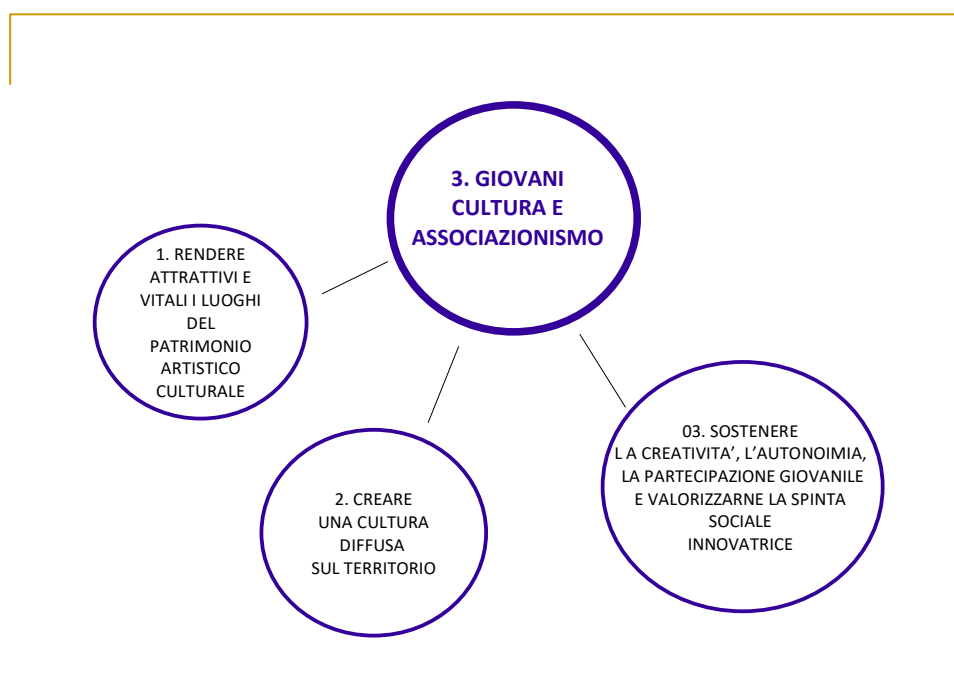 3. GIOVANI
CULTURA E
ASSOCIAZIONISMO
1. RENDERE
ATTRATTIVI E
VITALI I LUOGHI
DEL
PATRIMONIO
ARTISTICO
CULTURALE
2. CREARE
UNA CULTURA
DIFFUSA
SUL TERRITORIO
03. SOSTENERE
L A CREATIVITA’, L’AUTONOIMIA,
LA PARTECIPAZIONE GIOVANILE
E VALORIZZARNE LA SPINTA
SOCIALE
INNOVATRICE